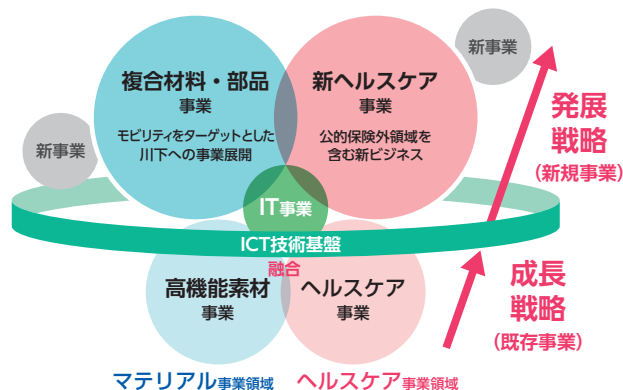 新事業
複合材料・部品
事業
モビリティをターゲットとした
川下への事業展開
新ヘルスケア
事業
公的保険外領域を
含む新ビジネス
新事業
発展
戦略
(新規事業)
IT事業
ICT技術基盤
融合
高機能素材
事業
ヘルスケア
事業
成長
戦略
(既存事業)
マテリアル事業領域
ヘルスケア事業領域